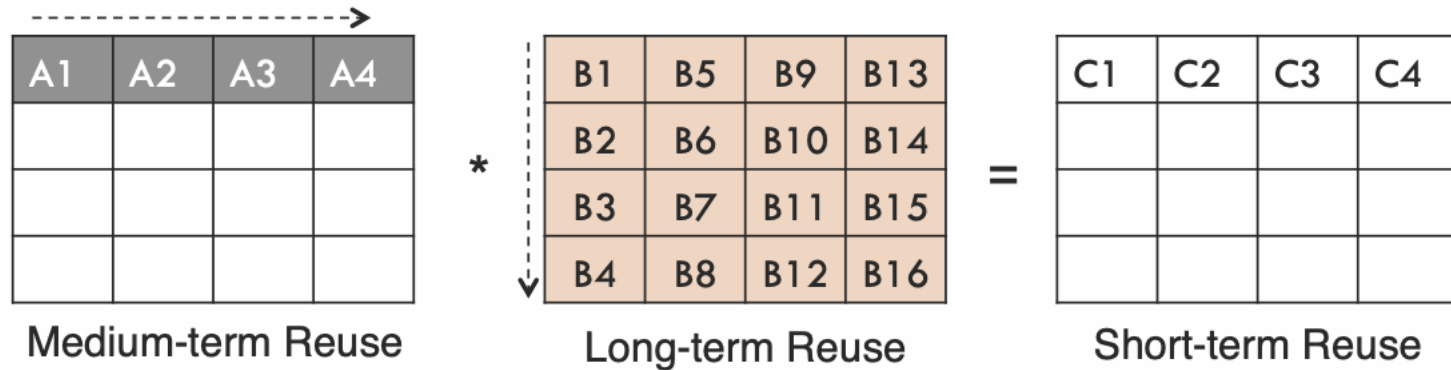 A1 A2 A3 A4
*
B1 B5 B9 B13
B2 B6 B10 B14
B3 B7 B11 B15
B4 B8 B12 B16
=
C1 C2 C3 C4
Medium-term Reuse
Long-term Reuse
Short-term Reuse